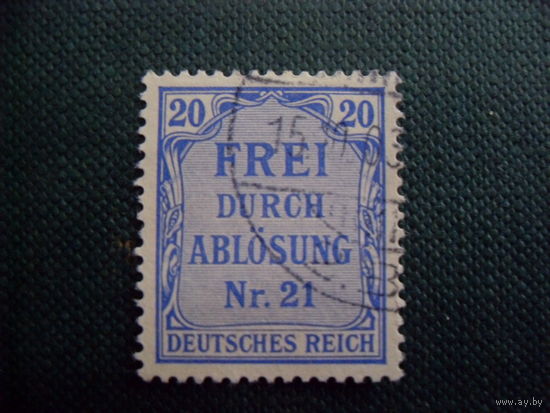 20 20
FREI
DURCH
ABLÖSUNG
Nr. 21
DEUTSCHES REICH
www.ay.by